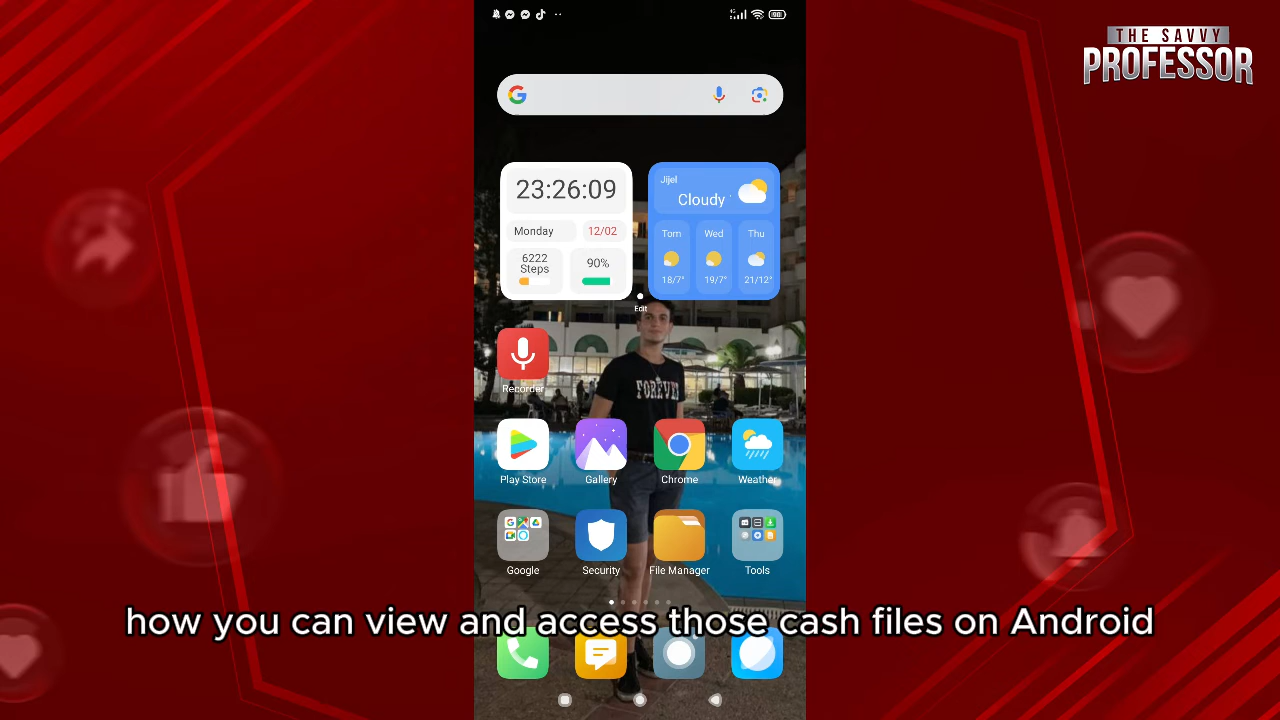 THE SAVVY
PROFESSOR
4G
90
23:26:09
Monday
12/02
6222
Steps
90%
Jijel
Cloudy
Tom
Wed
Thu
18/7°
19/7°
21/12°
Edit
Recorder
FOREVER
Play Store
Gallery
Chrome
Weather
Google
Security
File Manager
Tools
how you can view and access those cash files on Android